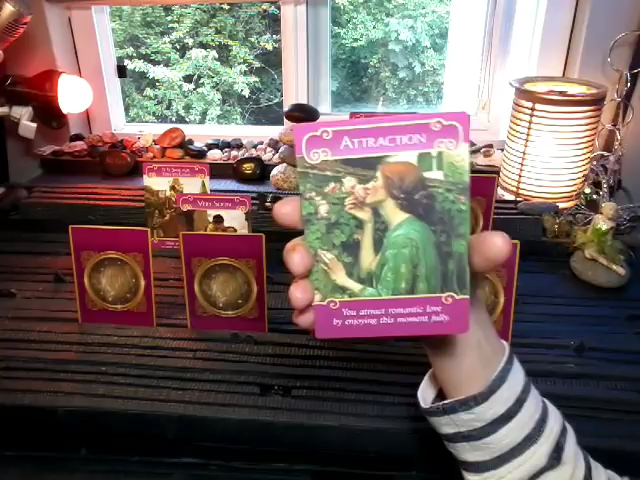 ATTRACTION
You attract romantic love
by enjoying this moment fully.
VERY SOON